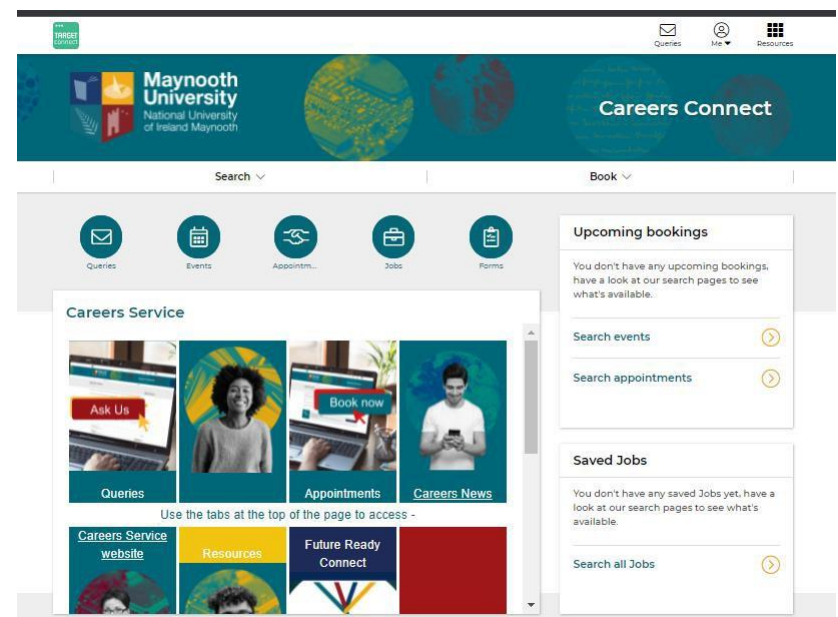 TARGET
CONNECT
Queries
Me
Resources
Maynooth
University
National University
of Ireland Maynooth
Careers Connect
Search
Book
Queries
Events
Appointm...
Jobs
Forms
Careers Service
Ask Us
Book now
Queries
Appointments
Careers News
Use the tabs at the top of the page to access -
Careers Service
website
Resources
Future Ready
Connect
Upcoming bookings
You don't have any upcoming bookings,
have a look at our search pages to see
what's available.
Search events
Search appointments
Saved Jobs
You don't have any saved Jobs yet, have a
look at our search pages to see what's
available.
Search all Jobs